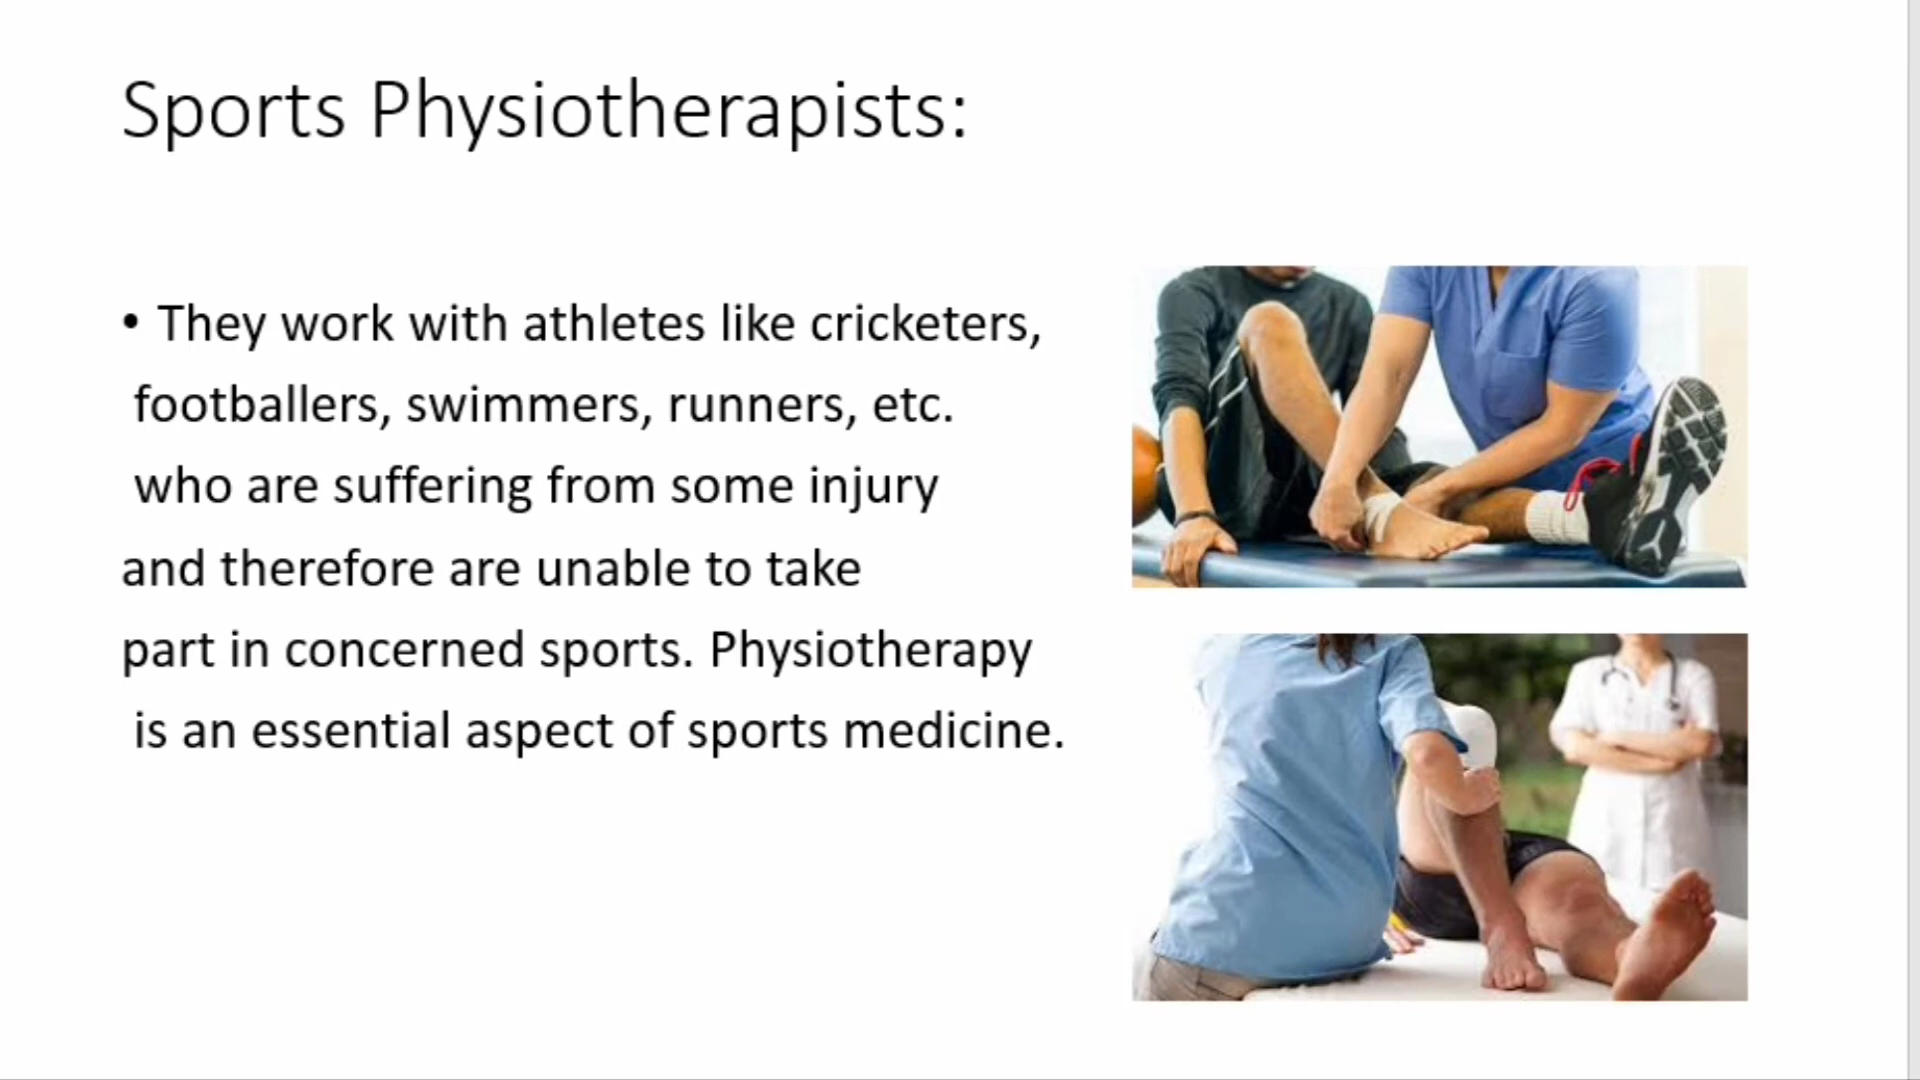 Sports Physiotherapists:
• They work with athletes like cricketers,
footballers, swimmers, runners, etc.
who are suffering from some injury
and therefore are unable to take
part in concerned sports. Physiotherapy
is an essential aspect of sports medicine.